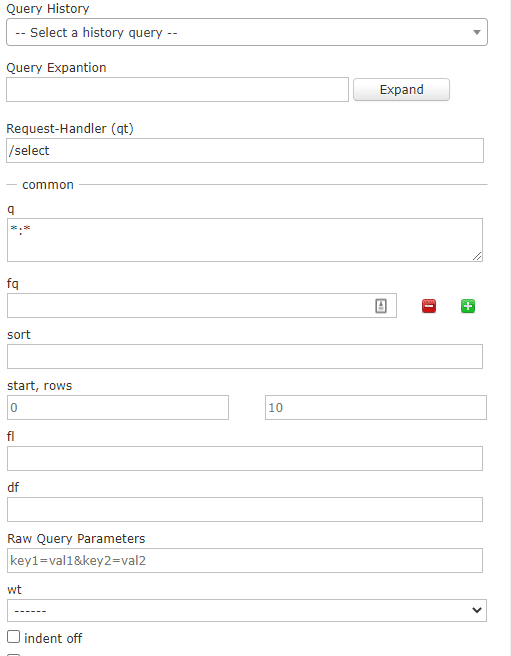 Query History
-- Select a history query --
Query Expantion
Expand
Request-Handler (qt)
/select
common
q
*:*
fq
sort
start, rows
0 10
fl
df
Raw Query Parameters
key1=val1&key2=val2
wt
------
indent off